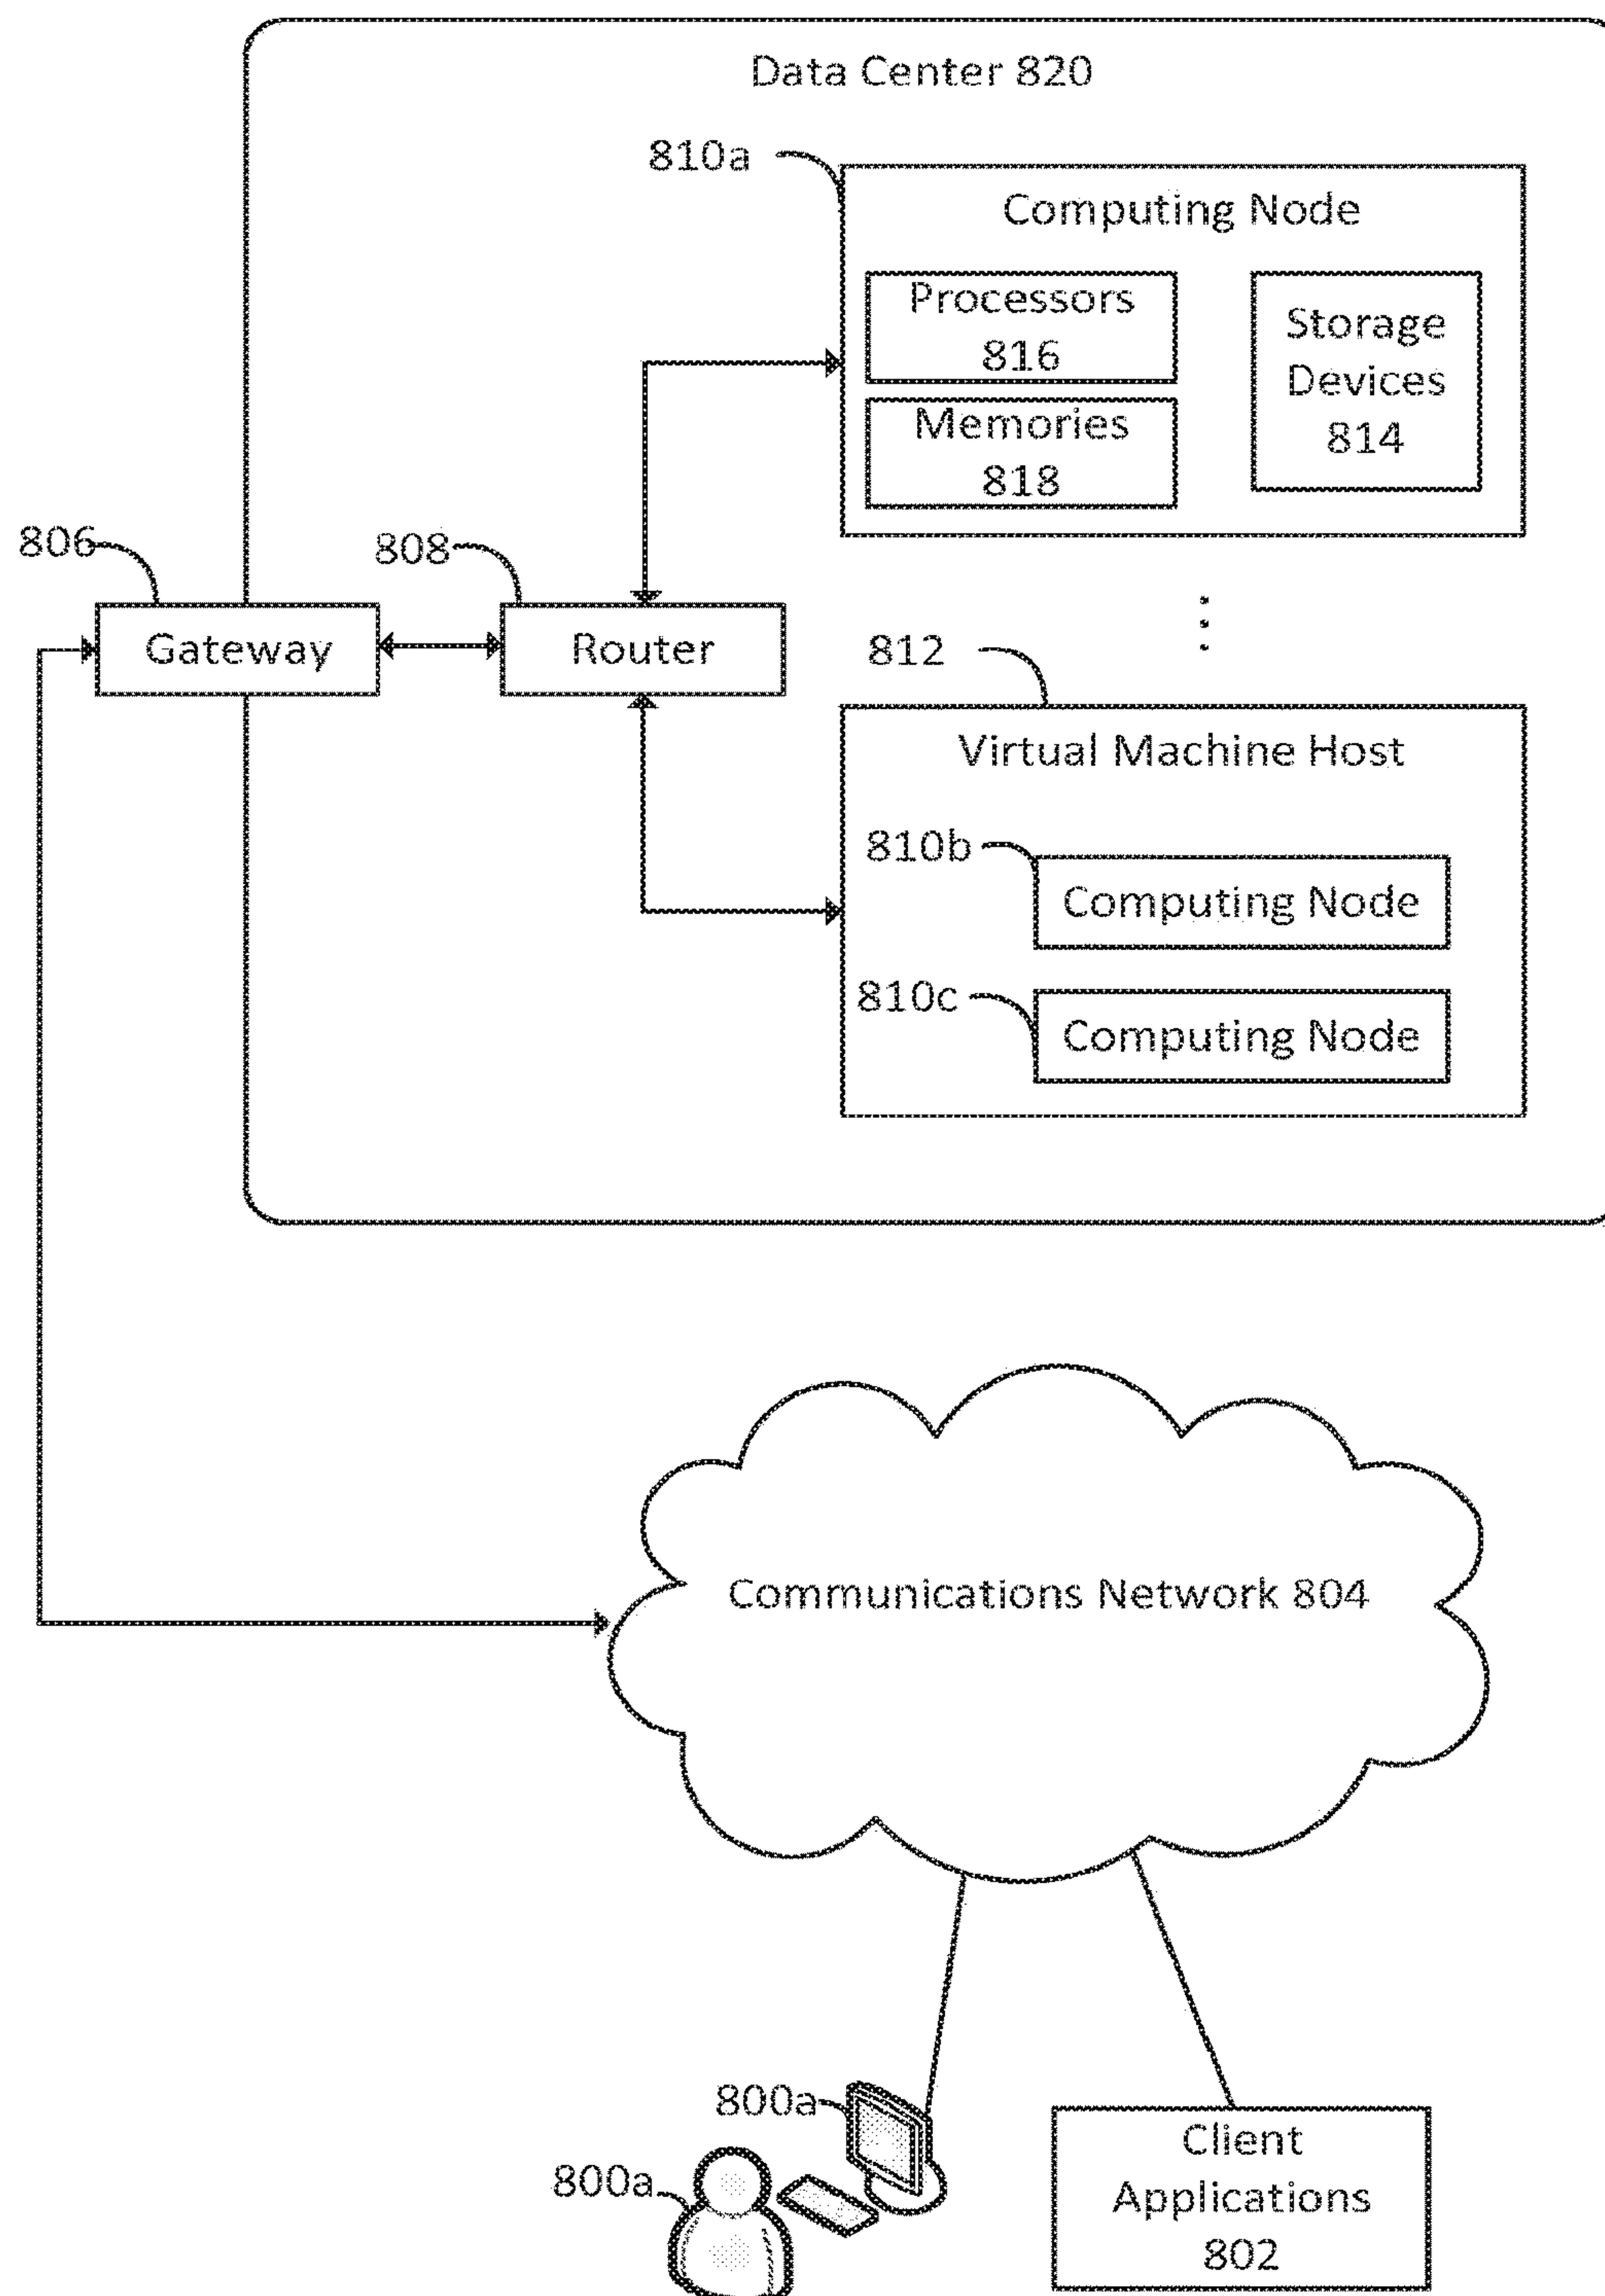 Data Center 820
810a
Computing Node
Processors
816
Memories
818
Storage
Devices
814
806
808
Gateway
Router
812
Virtual Machine Host
810b
Computing Node
810c
Computing Node
Communications Network 804
800a
800a
Client
Applications
802